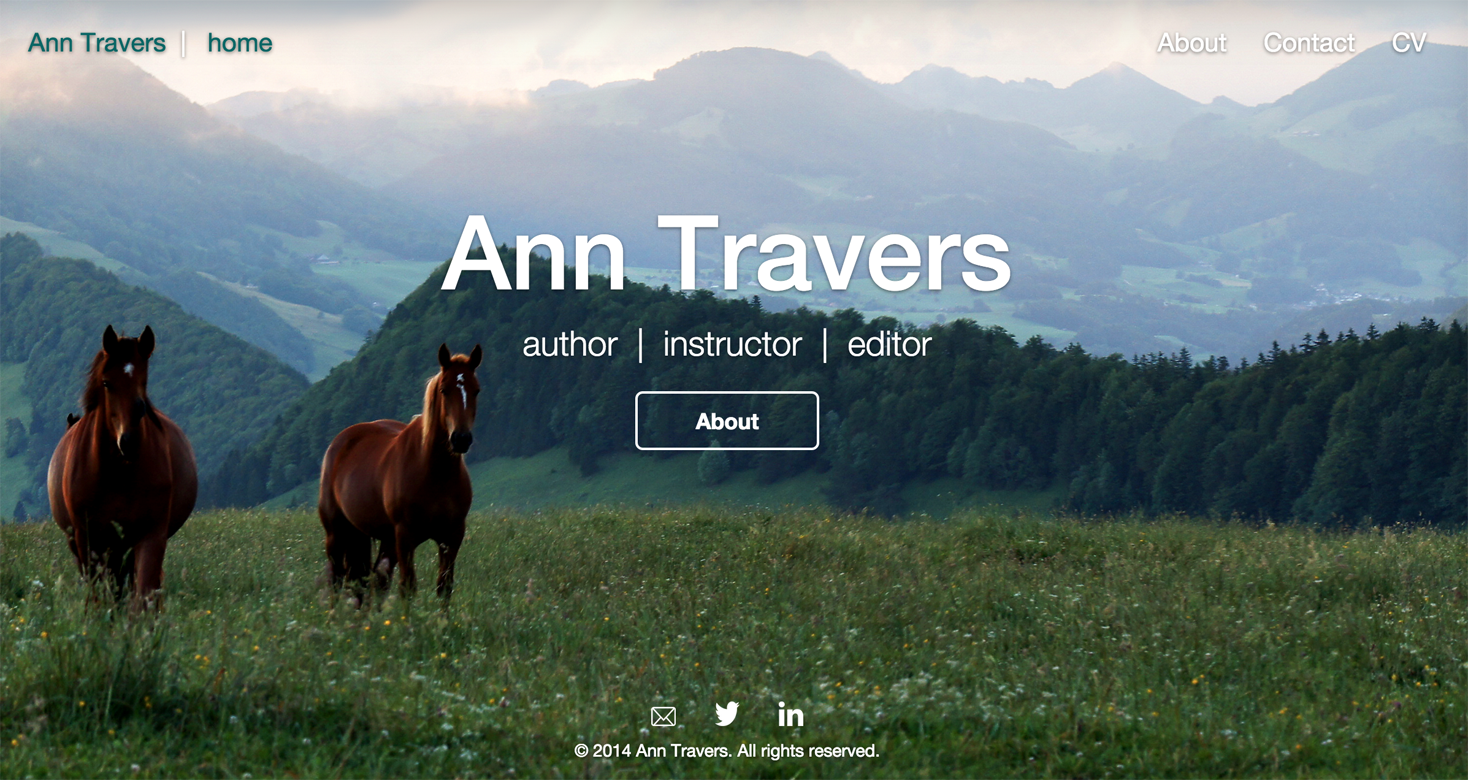 Ann Travers | home
About Contact CV
Ann Travers
author | instructor | editor
About
in
© 2014 Ann Travers. All rights reserved.